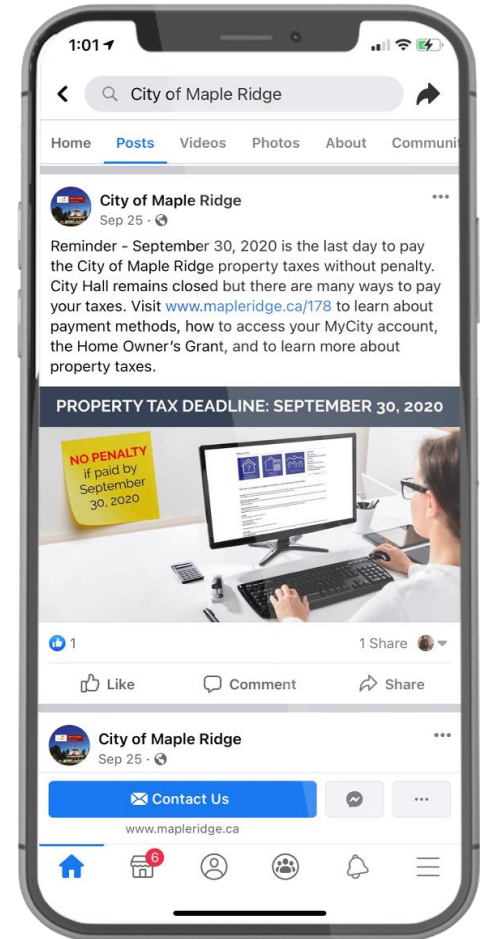 1:01
City of Maple Ridge
Home Posts Videos Photos About Communi
City of Maple Ridge
Sep 25 ·
Reminder - September 30, 2020 is the last day to pay
the City of Maple Ridge property taxes without penalty.
City Hall remains closed but there are many ways to pay
your taxes. Visit www.mapleridge.ca/178 to learn about
payment methods, how to access your MyCity account,
the Home Owner's Grant, and to learn more about
property taxes.
PROPERTY TAX DEADLINE: SEPTEMBER 30, 2020
NO PENALTY
if paid by
September
30, 2020
1 1 Share
Like Comment Share
City of Maple Ridge
Sep 25 ·
Contact Us
www.mapleridge.ca
6